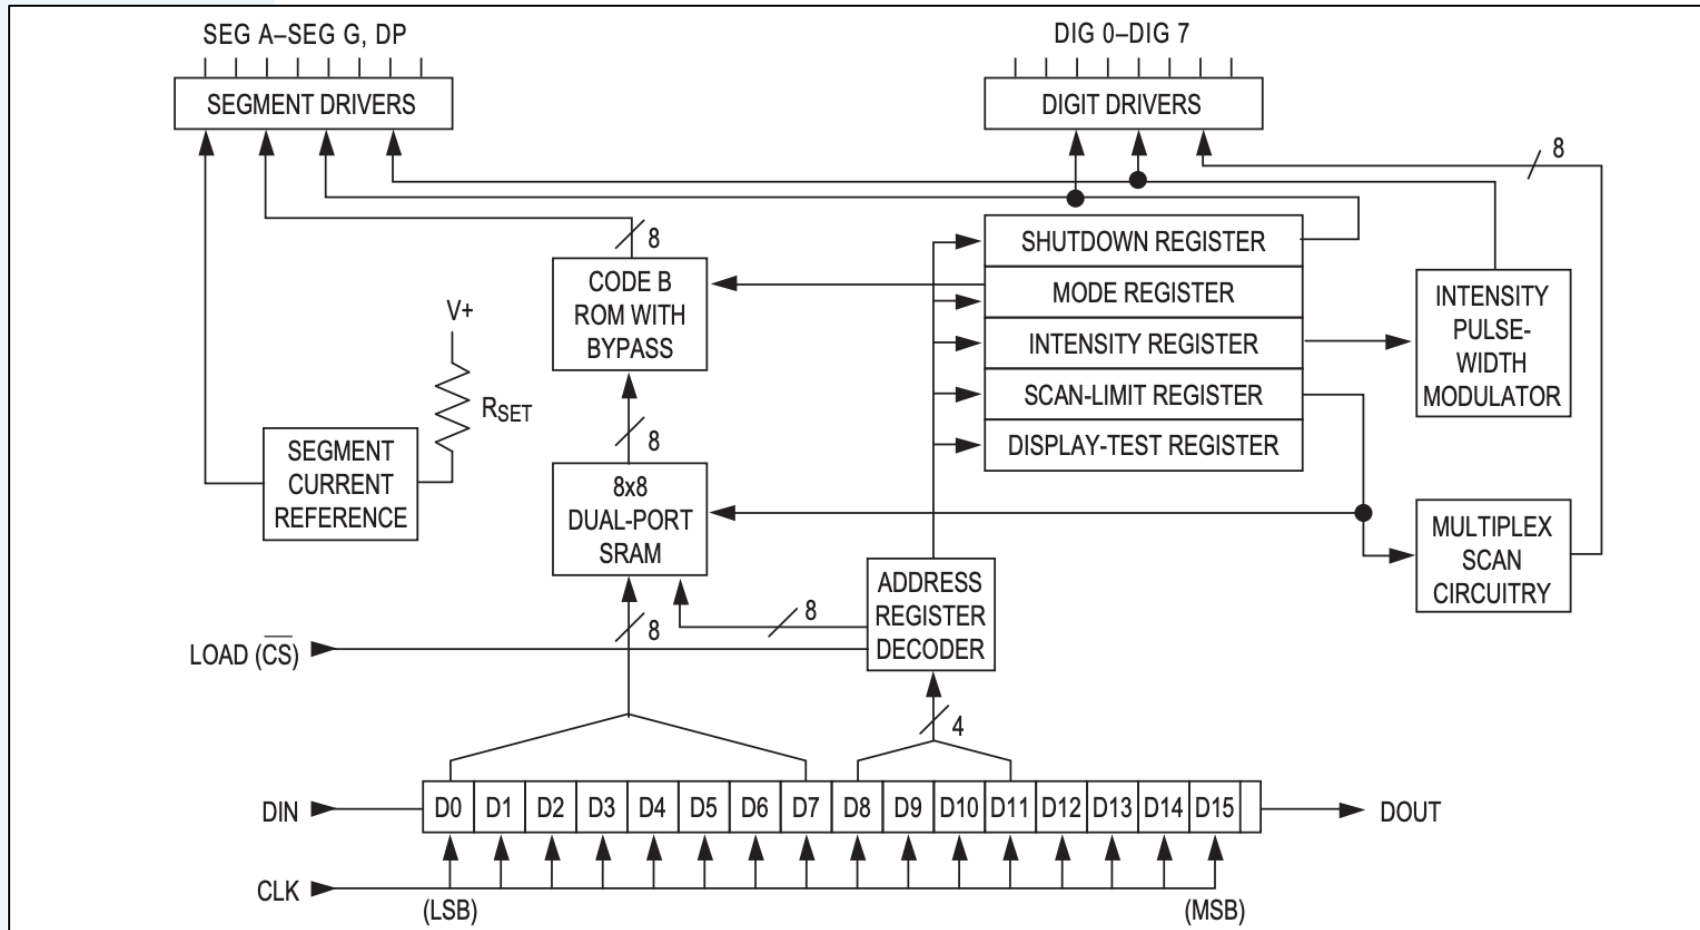 SEG A–SEG G, DP
DIG 0–DIG 7
SEGMENT DRIVERS
DIGIT DRIVERS
8
8
SHUTDOWN REGISTER
MODE REGISTER
INTENSITY REGISTER
SCAN-LIMIT REGISTER
DISPLAY-TEST REGISTER
CODE B
ROM WITH
BYPASS
INTENSITY
PULSE-
WIDTH
MODULATOR
V+
RSET
8
SEGMENT
CURRENT
REFERENCE
8x8
DUAL-PORT
SRAM
MULTIPLEX
SCAN
CIRCUITRY
ADDRESS
REGISTER
DECODER
8
8
LOAD (CS)
4
DIN
D0 D1 D2 D3 D4 D5 D6 D7 D8 D9 D10 D11 D12 D13 D14 D15
DOUT
CLK
(LSB)
(MSB)